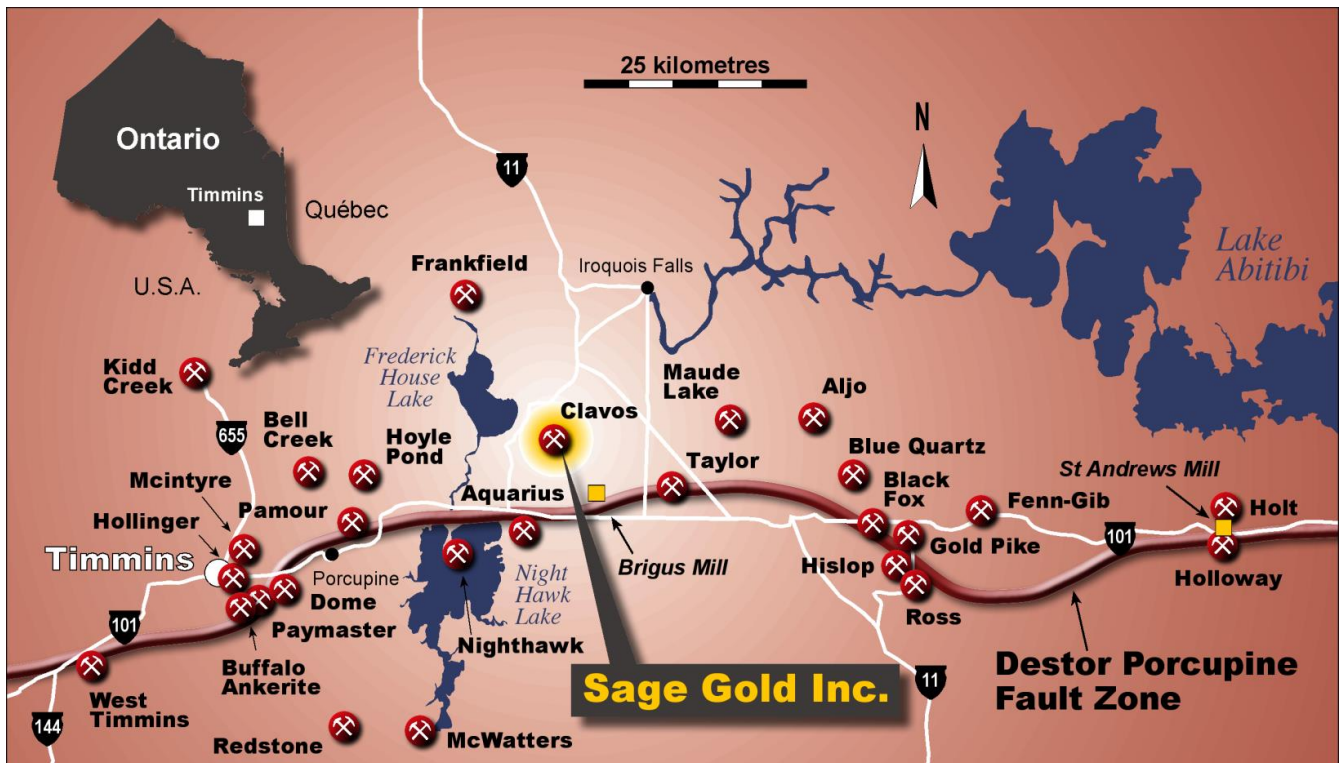 25 kilometres
N
Ontario
Timmins
Québec
U.S.A.
11
Lake
Abitibi
Frankfield
Iroquois Falls
Kidd
Creek
Frederick
House
Lake
Maude
Lake
Aljo
655
Bell
Creek
Hoyle
Pond
Clavos
Blue Quartz
Mcintyre
Taylor
Black
Fox
St Andrews Mill
Hollinger
Pamour
Aquarius
Fenn-Gib
Holt
Timmins
Porcupine
Brigus Mill
Gold Pike
101
Hislop
Holloway
Dome
Night
Hawk
Lake
Ross
101
Paymaster
Nighthawk
Buffalo
Ankerite
West
Timmins
Sage Gold Inc.
11
Destor Porcupine
Fault Zone
144
Redstone
McWatters